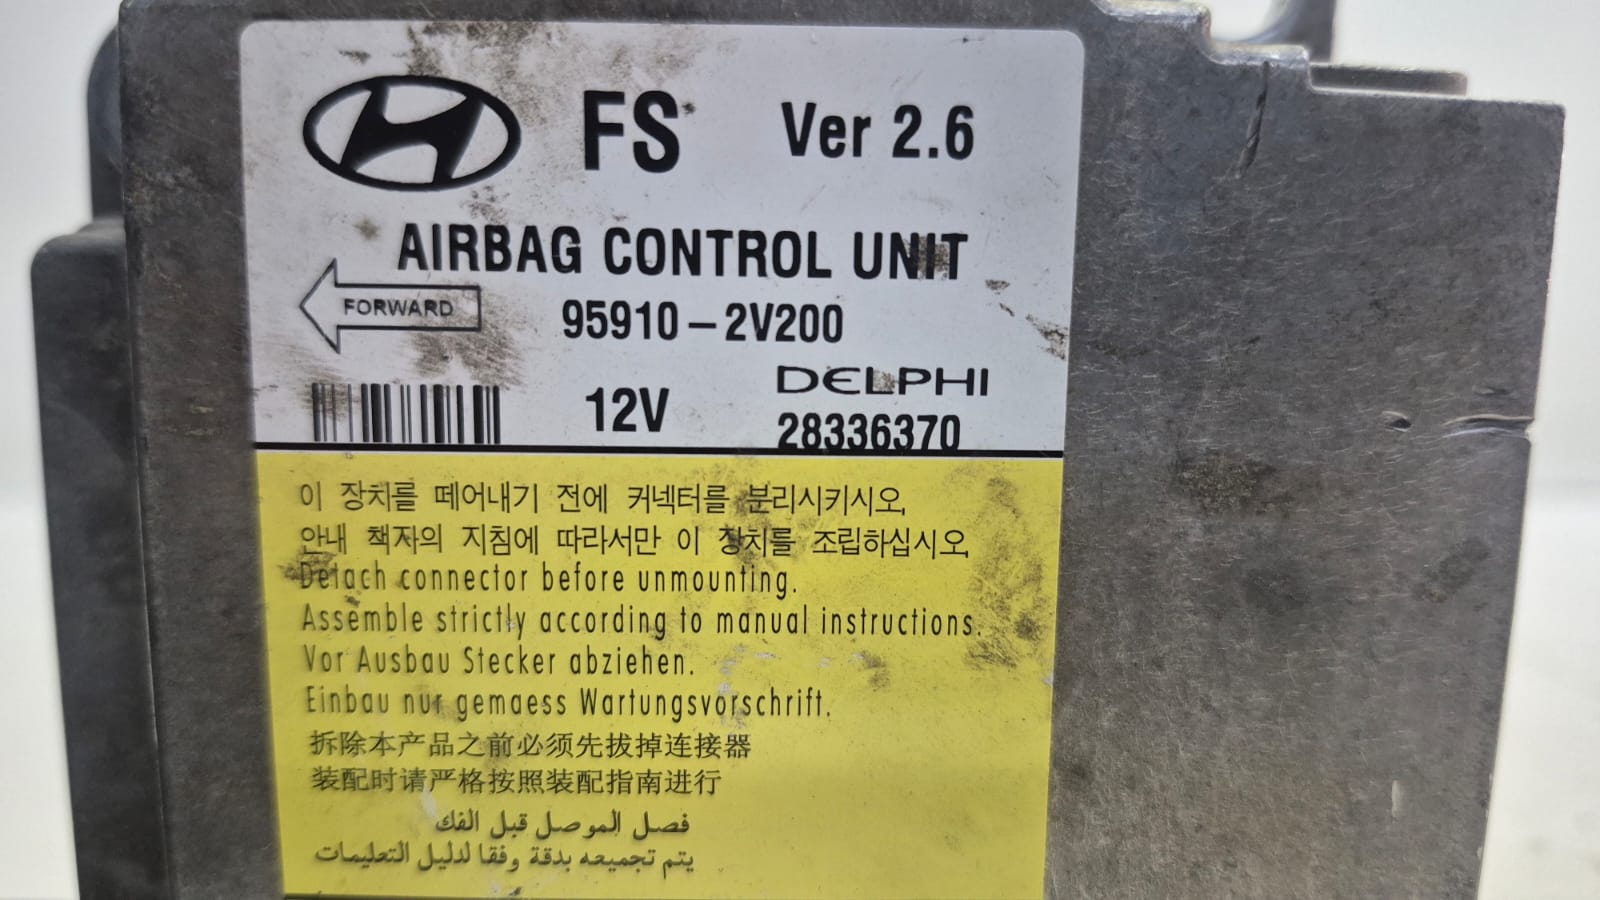 FS Ver 2.6
AIRBAG CONTROL UNIT
FORWARD
95910-2V200
DELPHI
12V
28336370
이 장치를 떼어내기 전에 커넥터를 분리시키시오.
안내 책자의 지침에 따라서만 이 장치를 조립하십시오.
Detach connector before unmounting.
Assemble strictly according to manual instructions.
Vor Ausbau Stecker abziehen.
Einbau nur gemaess Wartungsvorschrift.
拆除本产品之前必须先拔掉连接器
装配时请严格按照装配指南进行
فصل الموصل قبل الفك
يتم تجميعه بدقة وفقا لدليل التعليمات